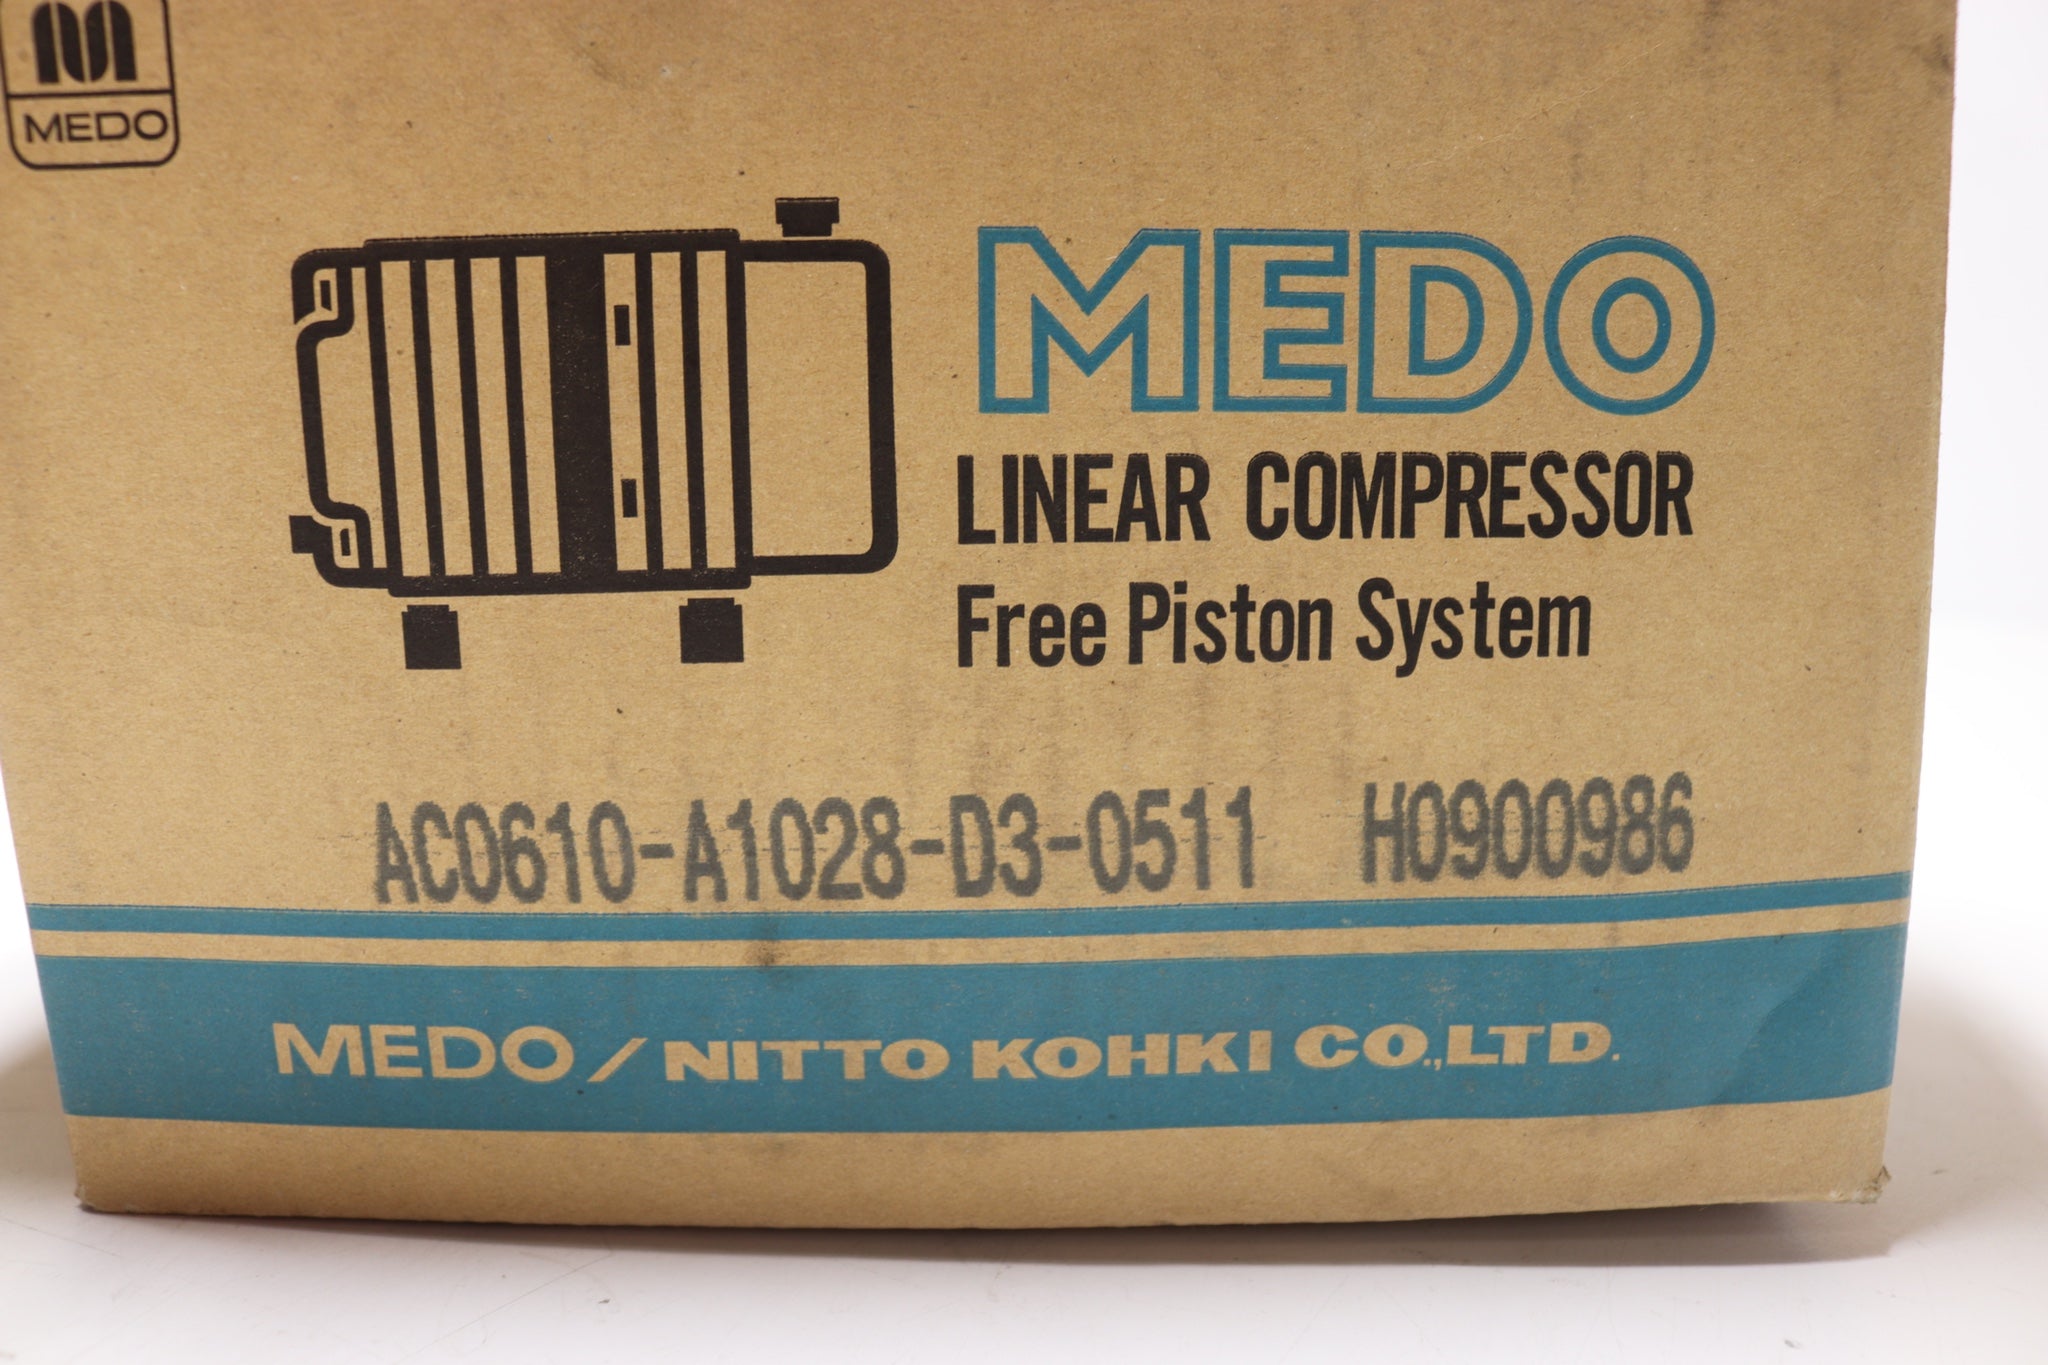 MEDO
MEDO
LINEAR COMPRESSOR
Free Piston System
AC0610-A1028-D3-0511 H0900986
MEDO/NITTO KOHKI CO.,LTD.